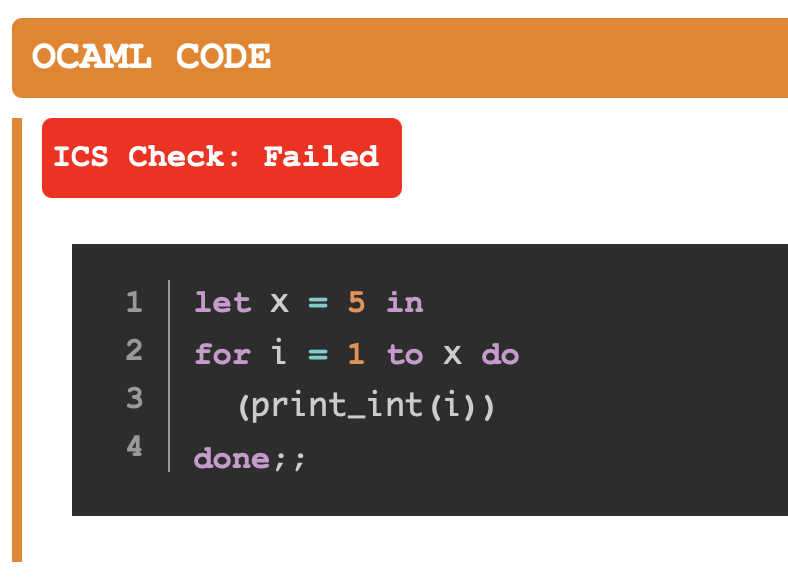 OCAML CODE
ICS Check: Failed
1 let x = 5 in
2 for i = 1 to x do
3   (print_int(i))
4 done;;